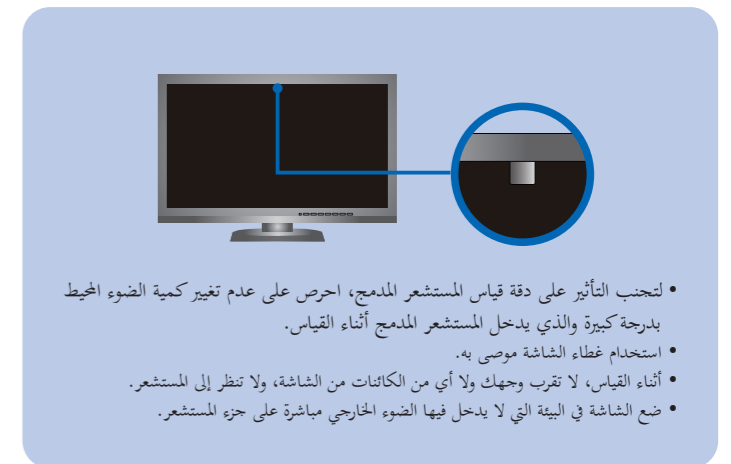 • لتجنب التأثير على دقة قياس المستشعر المدمج، احرص على عدم تغيير كمية الضوء المحيط
بدرجة كبيرة والذي يدخل المستشعر المدمج أثناء القياس.
• استخدام غطاء الشاشة موصى به.
• أثناء القياس، لا تقرب وجهك ولا أي من الكائنات من الشاشة، ولا تنظر إلى المستشعر.
• ضع الشاشة في البيئة التي لا يدخل فيها الضوء الخارجي مباشرة على جزء المستشعر.